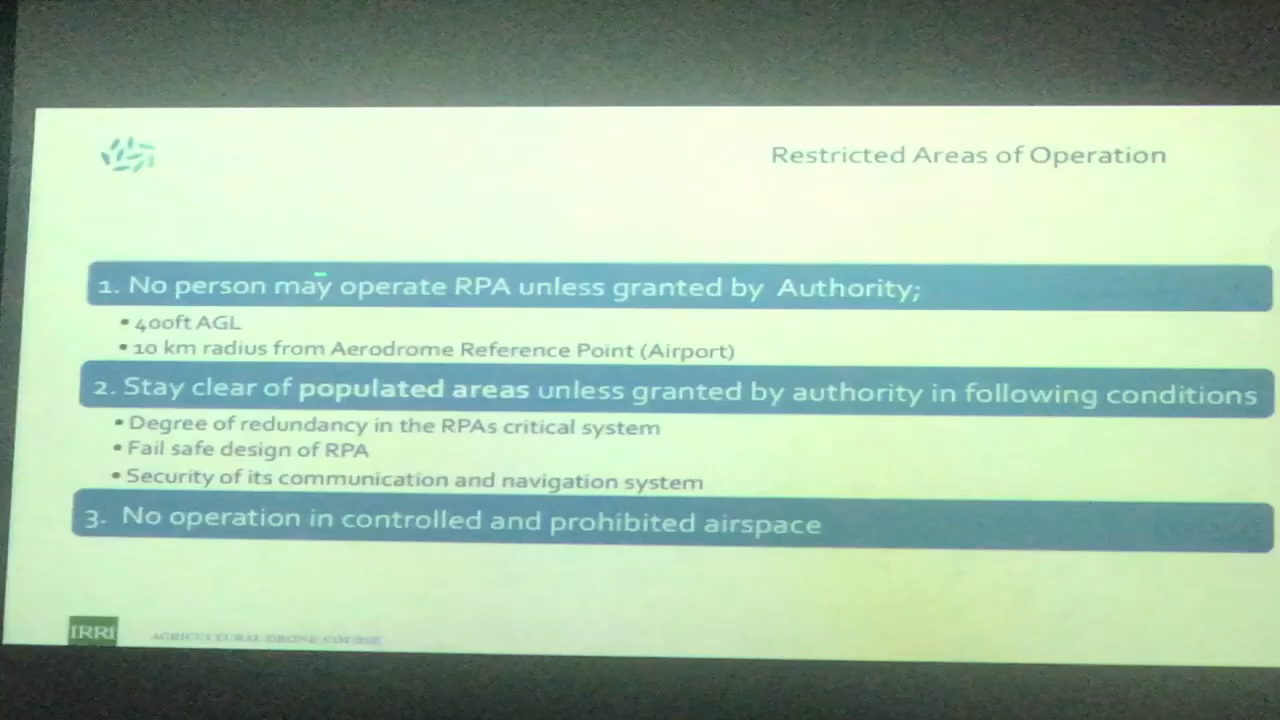 Restricted Areas of Operation
1. No person may operate RPA unless granted by Authority;
• 400ft AGL
• 10 km radius from Aerodrome Reference Point (Airport)
2. Stay clear of populated areas unless granted by authority in following conditions
• Degree of redundancy in the RPAs critical system
• Fail safe design of RPA
• Security of its communication and navigation system
3. No operation in controlled and prohibited airspace
IRRI
AGRICULTURAL DRONE COURSE